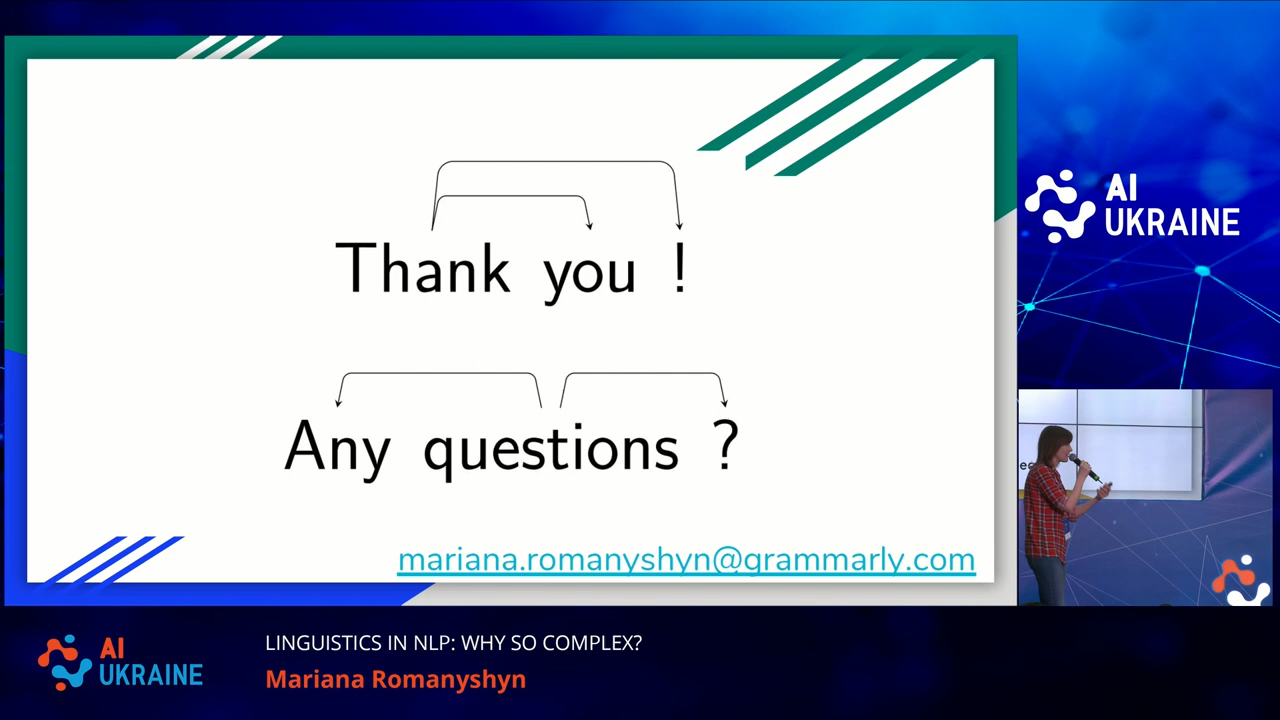 Thank you !
Any questions ?
mariana.romanyshyn@grammarly.com
AI
UKRAINE
AI
UKRAINE
LINGUISTICS IN NLP: WHY SO COMPLEX?
Mariana Romanyshyn